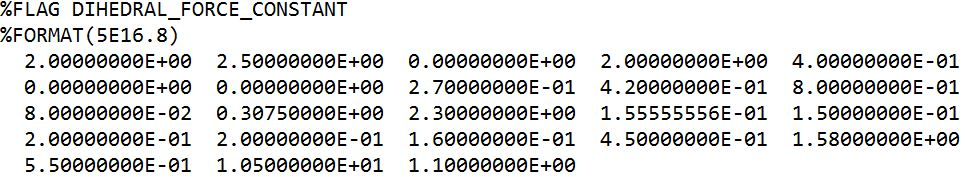 %FLAG DIHEDRAL_FORCE_CONSTANT
%FORMAT(5E16.8)
  2.00000000E+00  2.50000000E+00  0.00000000E+00  2.00000000E+00  4.00000000E-01
  0.00000000E+00  0.00000000E+00  2.70000000E-01  4.20000000E-01  8.00000000E-01
  8.00000000E-02  0.30750000E+00  2.30000000E+00  1.55555556E-01  1.50000000E-01
  2.00000000E-01  2.00000000E-01  1.60000000E-01  4.50000000E-01  1.58000000E+00
  5.50000000E-01  1.05000000E+01  1.10000000E+00